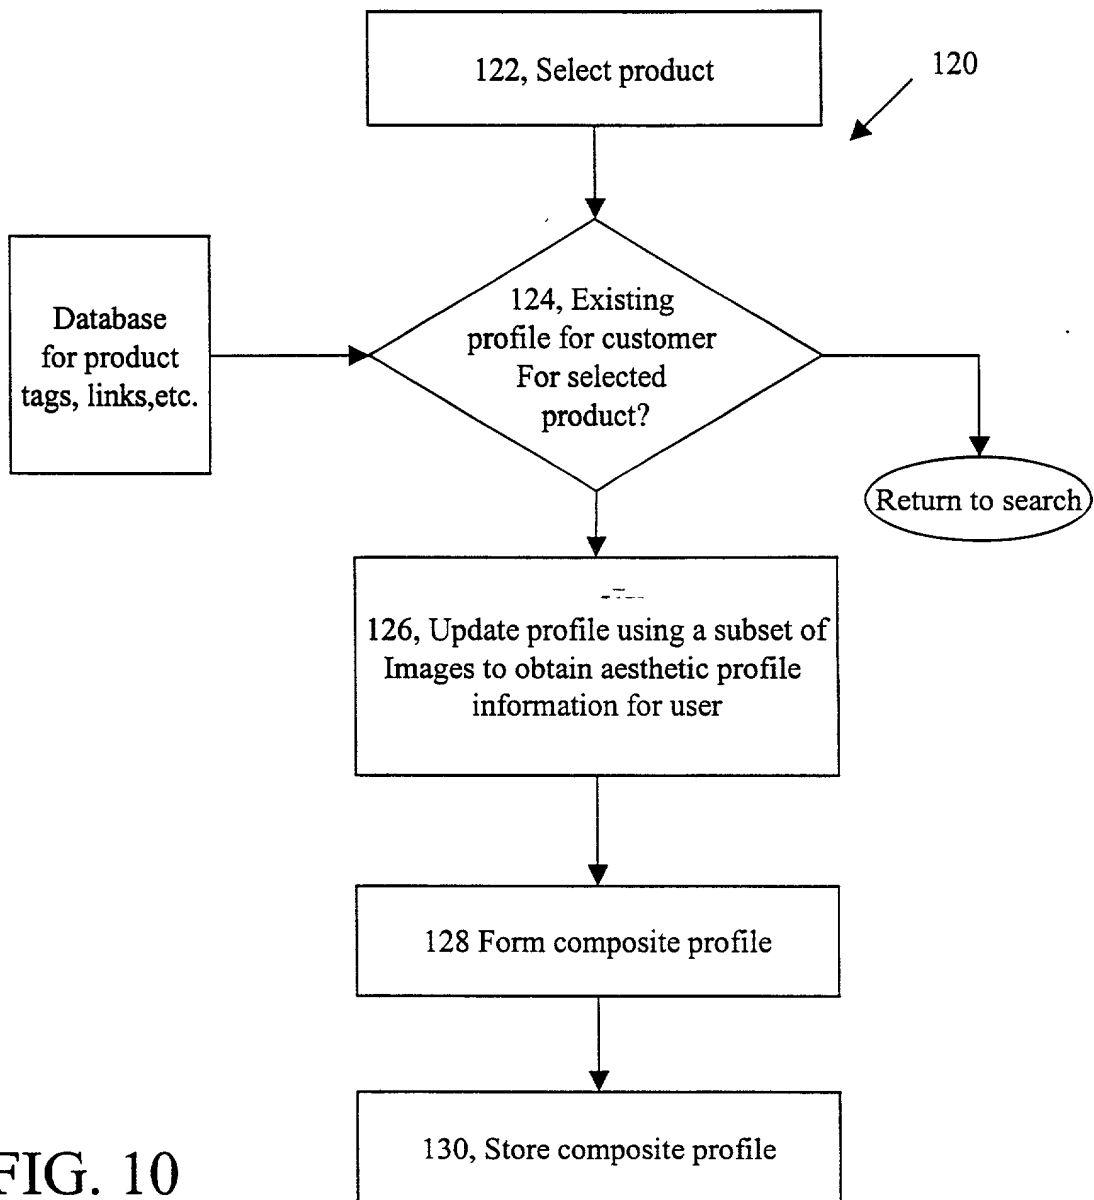 122, Select product
120
Database
for product
tags, links,etc.
124, Existing
profile for customer
For selected
product?
Return to search
126, Update profile using a subset of
Images to obtain aesthetic profile
information for user
128 Form composite profile
130, Store composite profile
FIG. 10